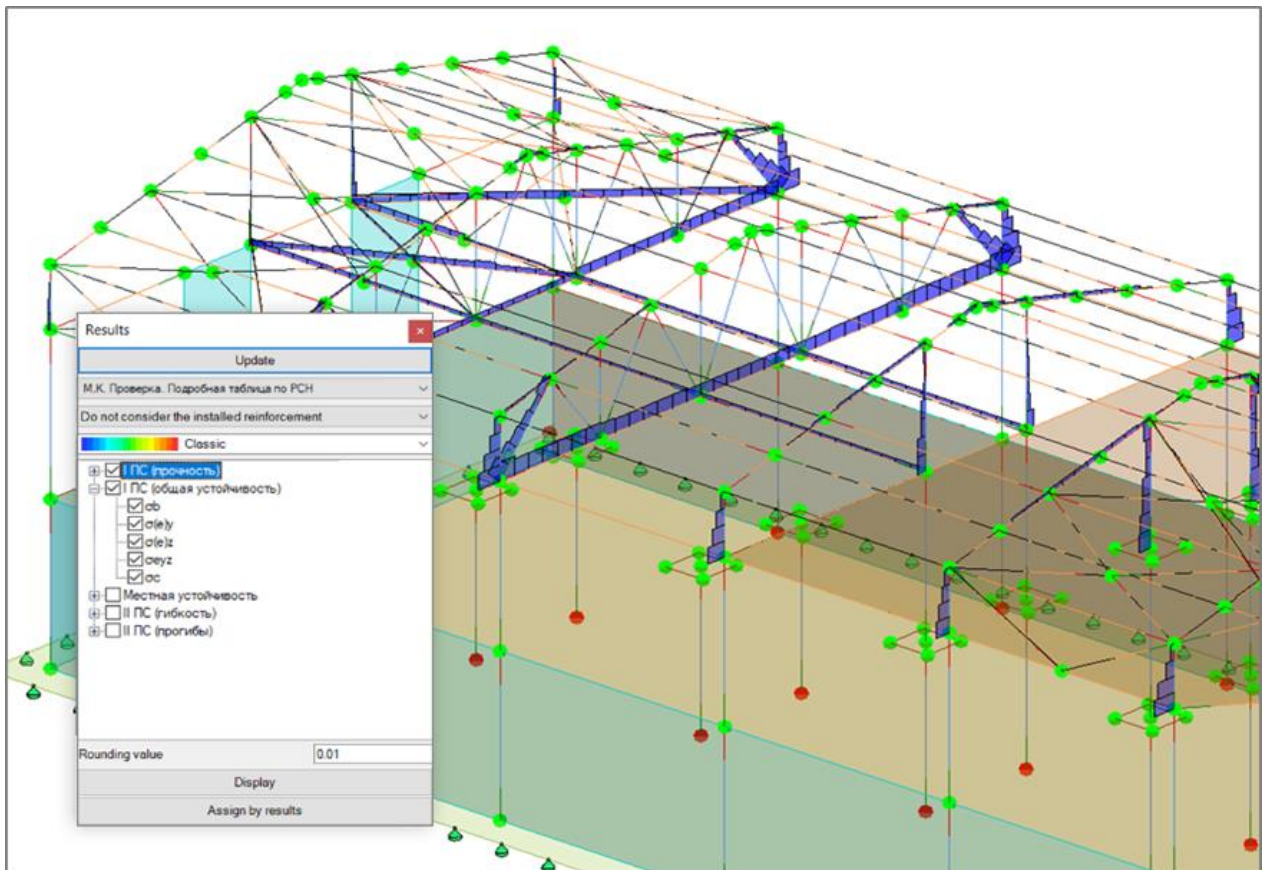 Results
Update
М.К. Проверка. Подробная таблица по РСН
Do not consider the installed reinforcement
Classic
I ПС (прочность)
I ПС (общая устойчивость)
σb
σ(e)y
σ(e)z
σeyz
σc
Местная устойчивость
II ПС (гибкость)
II ПС (прогибы)
Rounding value 0.01
Display
Assign by results